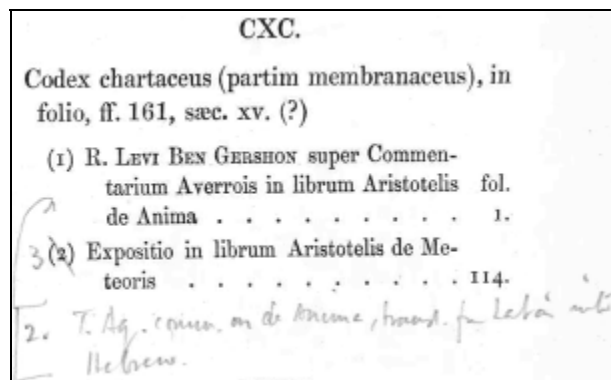 CXC.
Codex chartaceus (partim membranaceus), in
folio, ff. 161, sæc. xv. (?)
(1) R. LEVI BEN GERSHON super Commen-
tarium Averrois in librum Aristotelis fol.
de Anima . . . . . . . . . 1.
3 (2) Expositio in librum Aristotelis de Me-
teoris . . . . . . . . . . 114.
2. T. Aq. comm. on de Anima, transl. fr Latin into
Hebrew.